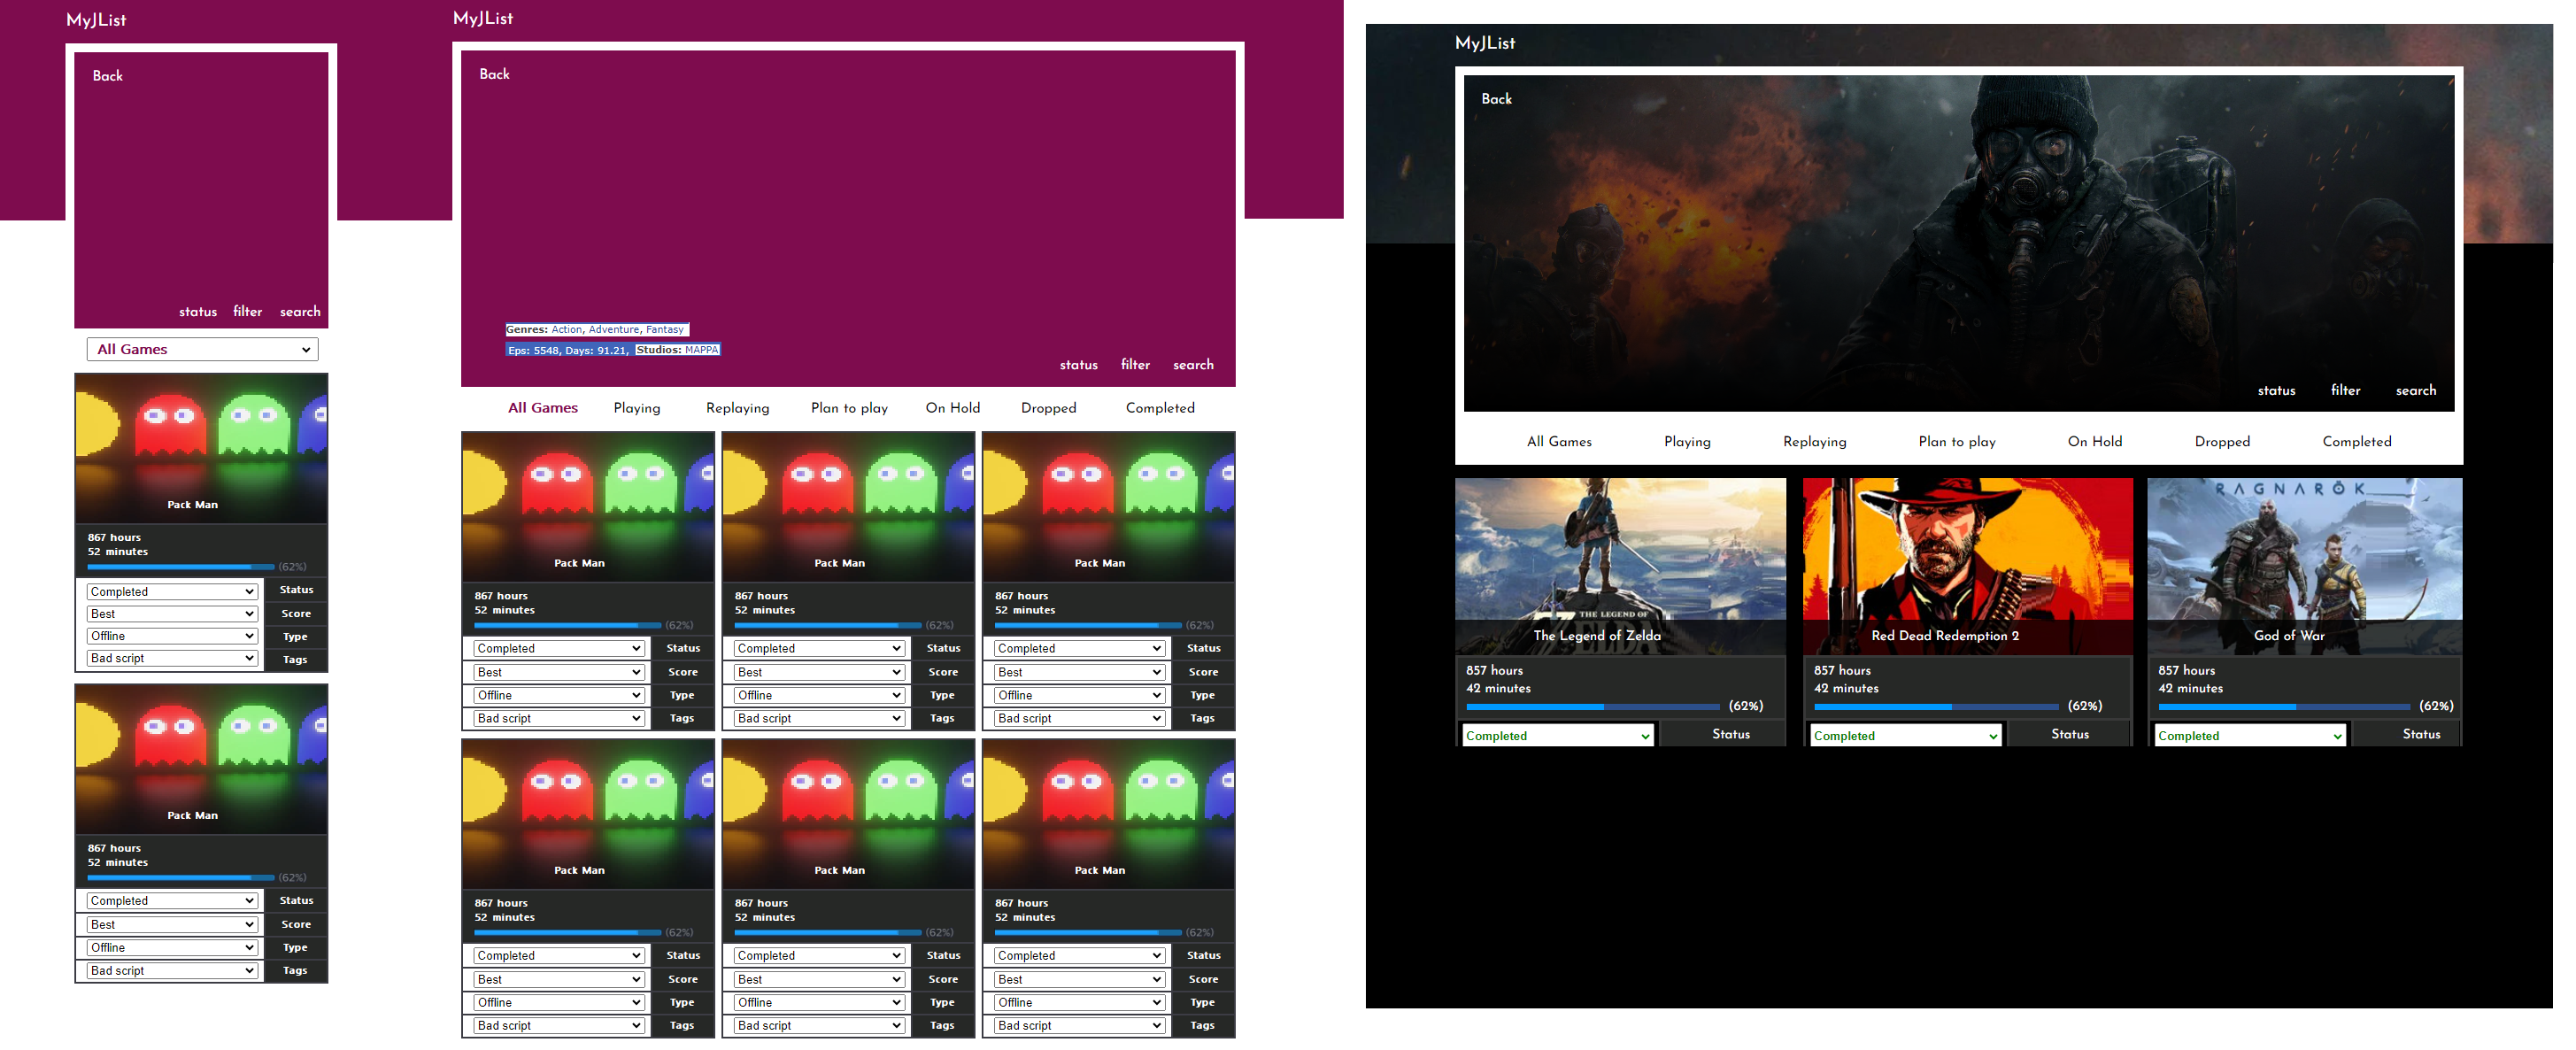 MyJList
Back
status filter search
All Games
Pack Man
867 hours
52 minutes
(62%)
Completed Status
Best Score
Offline Type
Bad script Tags
Pack Man
867 hours
52 minutes
(62%)
Completed Status
Best Score
Offline Type
Bad script Tags
MyJList
Back
Genres: Action, Adventure, Fantasy
Eps: 5548, Days: 91.21, Studios: MAPPA
status filter search
All Games Playing Replaying Plan to play On Hold Dropped Completed
Pack Man Pack Man Pack Man
867 hours 867 hours 867 hours
52 minutes 52 minutes 52 minutes
(62%) (62%) (62%)
Completed Status Completed Status Completed Status
Best Score Best Score Best Score
Offline Type Offline Type Offline Type
Bad script Tags Bad script Tags Bad script Tags
Pack Man Pack Man Pack Man
867 hours 867 hours 867 hours
52 minutes 52 minutes 52 minutes
(62%) (62%) (62%)
Completed Status Completed Status Completed Status
Best Score Best Score Best Score
Offline Type Offline Type Offline Type
Bad script Tags Bad script Tags Bad script Tags
MyJList
Back
status filter search
All Games Playing Replaying Plan to play On Hold Dropped Completed
RAGNARÖK
THE LEGEND OF
The Legend of Zelda Red Dead Redemption 2 God of War
857 hours 857 hours 857 hours
42 minutes 42 minutes 42 minutes
(62%) (62%) (62%)
Completed Status Completed Status Completed Status